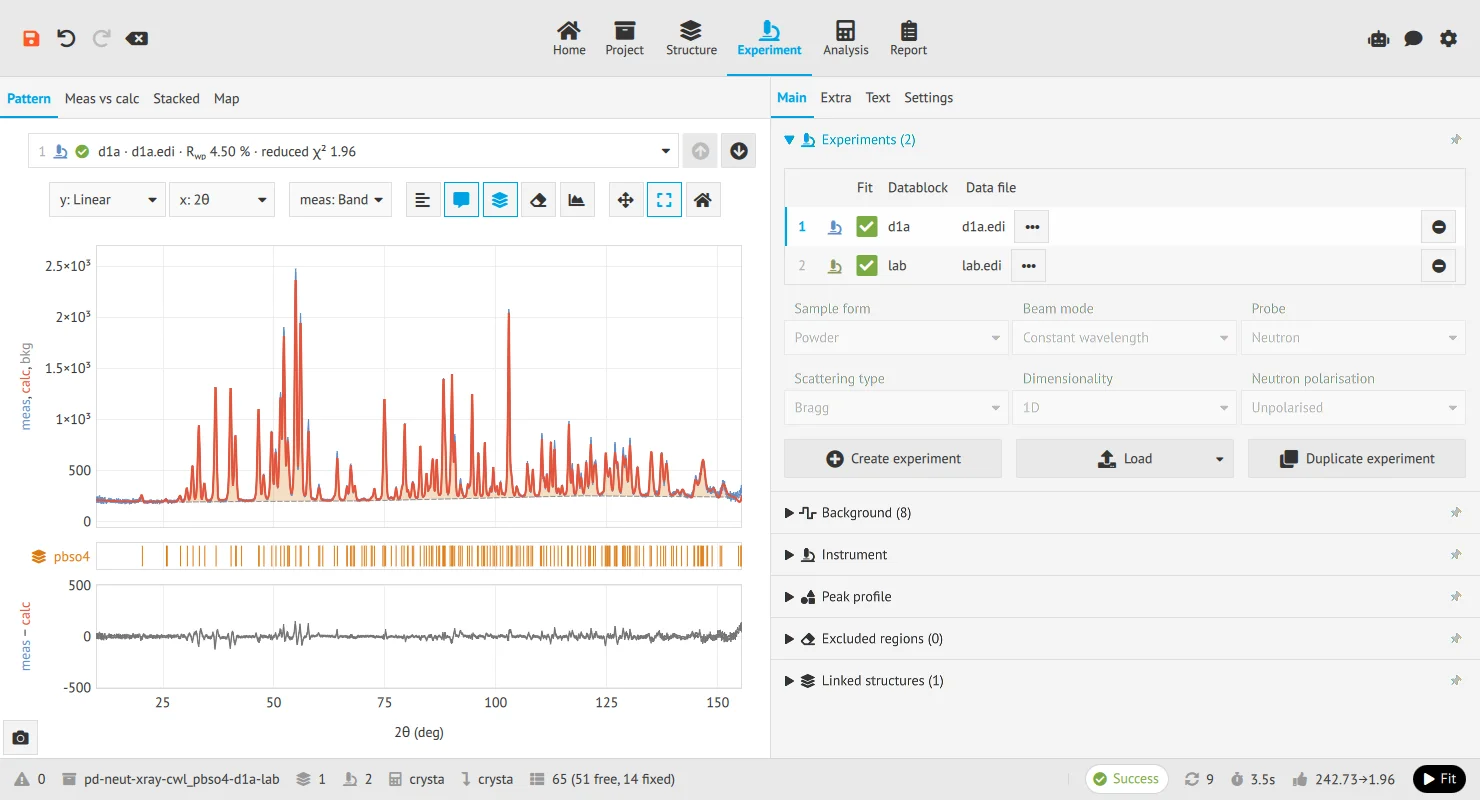 Home
Project
Structure
Experiment
Analysis
Report
Pattern
Meas vs calc
Stacked
Map
Main
Extra
Text
Settings
1 d1a · d1a.edi · Rwp 4.50 % · reduced χ² 1.96
y: Linear
x: 2θ
meas: Band
meas, calc, bkg
2.5×10³
2×10³
1.5×10³
1×10³
500
0
pbso4
meas − calc
500
0
-500
25
50
75
100
125
150
2θ (deg)
Experiments (2)
Fit
Datablock
Data file
1 d1a d1a.edi
2 lab lab.edi
Sample form
Beam mode
Probe
Powder
Constant wavelength
Neutron
Scattering type
Dimensionality
Neutron polarisation
Bragg
1D
Unpolarised
Create experiment
Load
Duplicate experiment
Background (8)
Instrument
Peak profile
Excluded regions (0)
Linked structures (1)
0
pd-neut-xray-cwl_pbso4-d1a-lab
1
2
crysta
crysta
65 (51 free, 14 fixed)
Success
9
3.5s
242.73→1.96
Fit